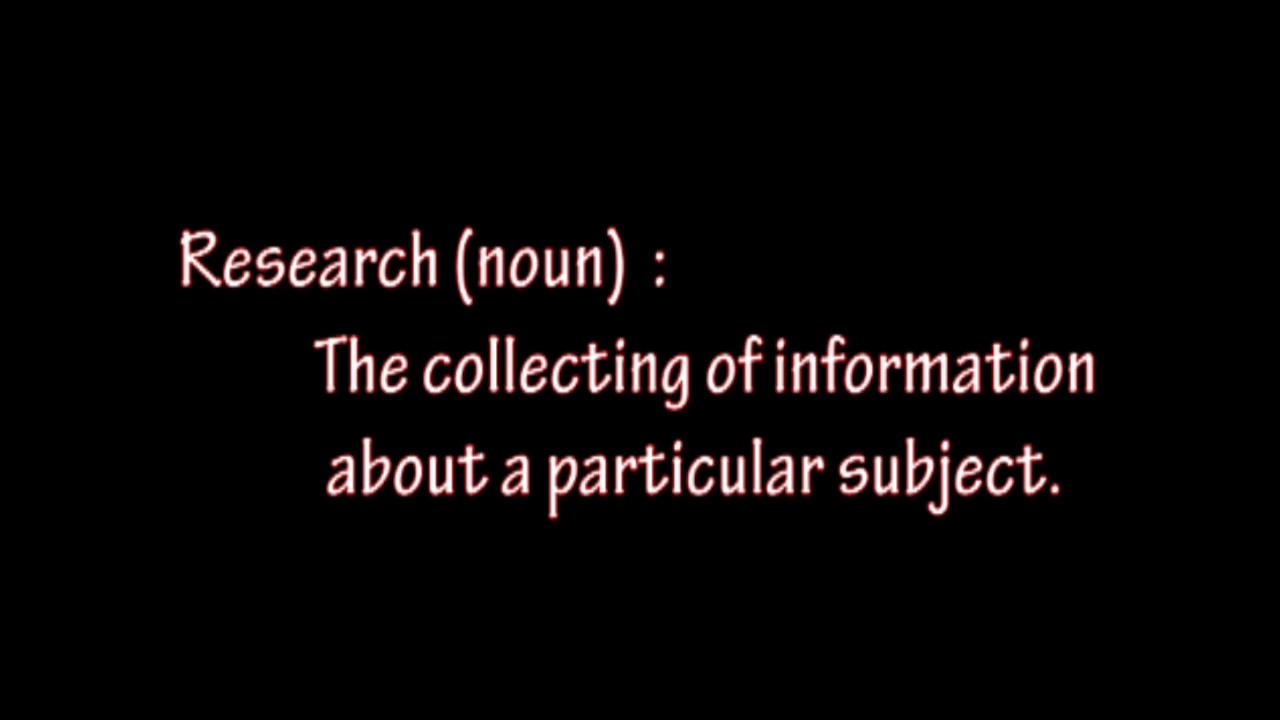 Research (noun) :
The collecting of information
about a particular subject.